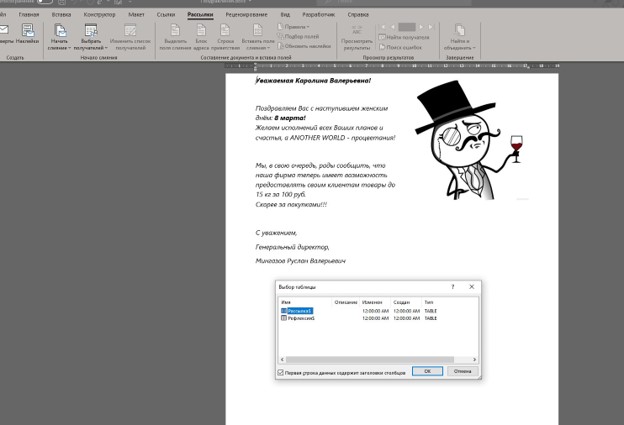 Главная Вставка Конструктор Макет Ссылки Рассылки Рецензирование Вид Разработчик Справка
Наклейки
Начать слияние
Выбрать получателей
Изменить список получателей
Выделить поля слияния
Блок адреса
Строка приветствия
Вставить поле слияния
Правила
Подбор полей
Обновить наклейки
Просмотреть результаты
Найти получателя
Поиск ошибок
Найти и объединить
Создать
Начало слияния
Составление документа и вставка полей
Просмотр результатов
Уважаемая Каролина Валерьевна!
Поздравляем Вас с наступившем женским
днём: 8 марта!
Желаем исполнений всех Ваших планов и
счастья, а ANOTHER WORLD - процветания!
Мы, в свою очередь, рады сообщить, что
наша фирма теперь имеет возможность
предоставлять своим клиентам товары до
15 кг за 100 руб.
Скорее за покупками!!!
С уважением,
Генеральный директор,
Мингазов Руслан Валерьевич
Выбор таблицы
? ×
Имя Описание Изменен Создан Тип
12:00:00 AM 12:00:00 AM TABLE
12:00:00 AM 12:00:00 AM TABLE
Первая строка данных содержит заголовки столбцов
ОК Отмена